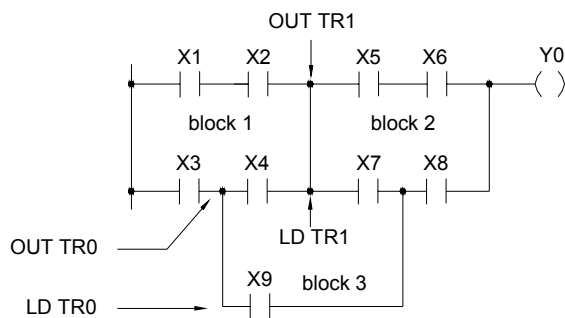 OUT TR1
X1 X2 X5 X6 Y0
block 1 block 2
X3 X4 X7 X8
OUT TR0 LD TR1
X9 block 3
LD TR0